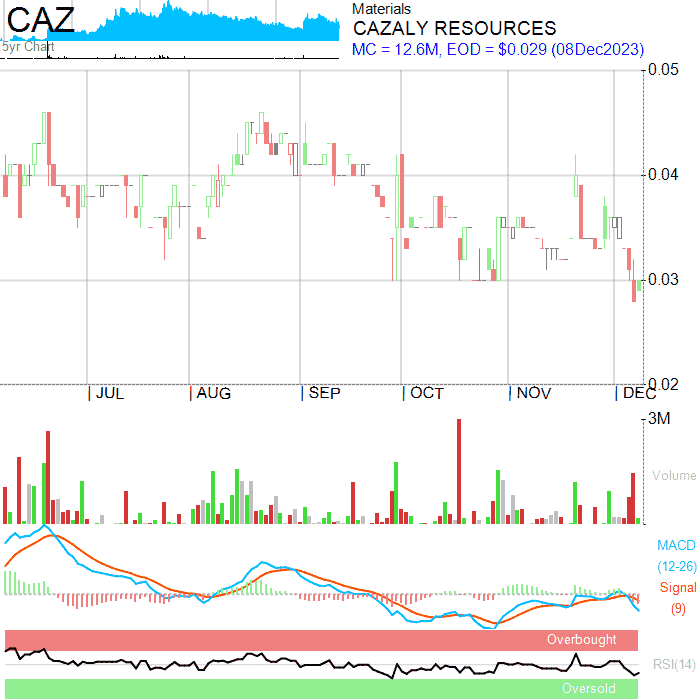 CAZ
5yr Chart
Materials
CAZALY RESOURCES
MC = 12.6M, EOD = $0.029 (08Dec2023)
0.05
0.04
0.03
0.02
JUL AUG SEP OCT NOV DEC
3M
Volume
MACD
(12-26)
Signal
(9)
Overbought
RSI(14)
Oversold